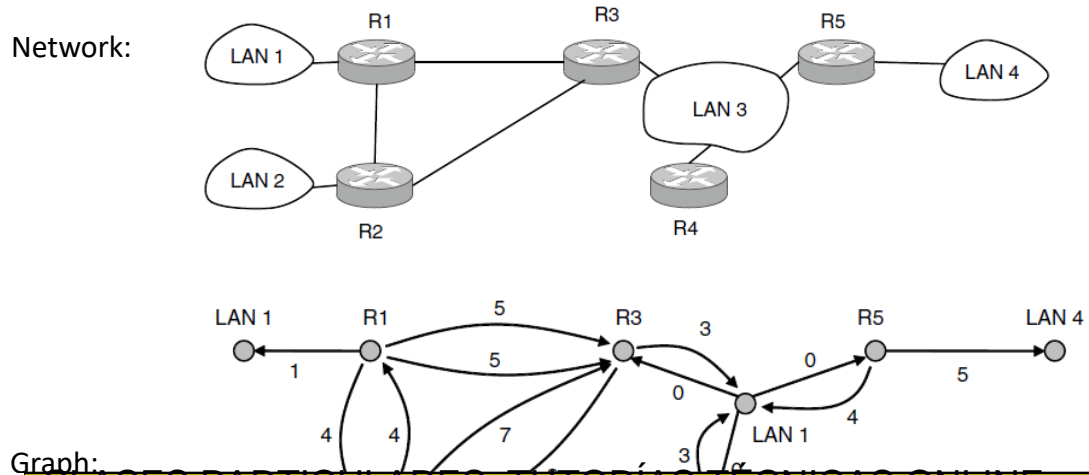 R1
R3
R5
Network:
LAN 1
LAN 4
LAN 3
LAN 2
R2
R4
5
LAN 1
R1
R3
3
R5
LAN 4
0
1
5
0
5
4
LAN 1
4
4
7
3
Graph: